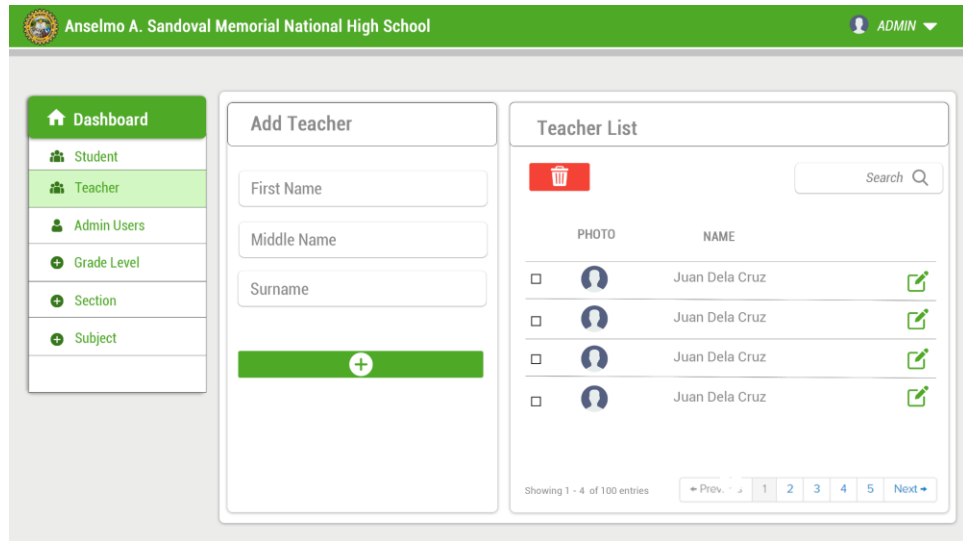 Anselmo A. Sandoval Memorial National High School
ADMIN
Dashboard
Student
Teacher
Admin Users
Grade Level
Section
Subject
Add Teacher
First Name
Middle Name
Surname
Teacher List
Search
PHOTO NAME
Juan Dela Cruz
Juan Dela Cruz
Juan Dela Cruz
Juan Dela Cruz
Showing 1 - 4 of 100 entries
1 2 3 4 5 Next